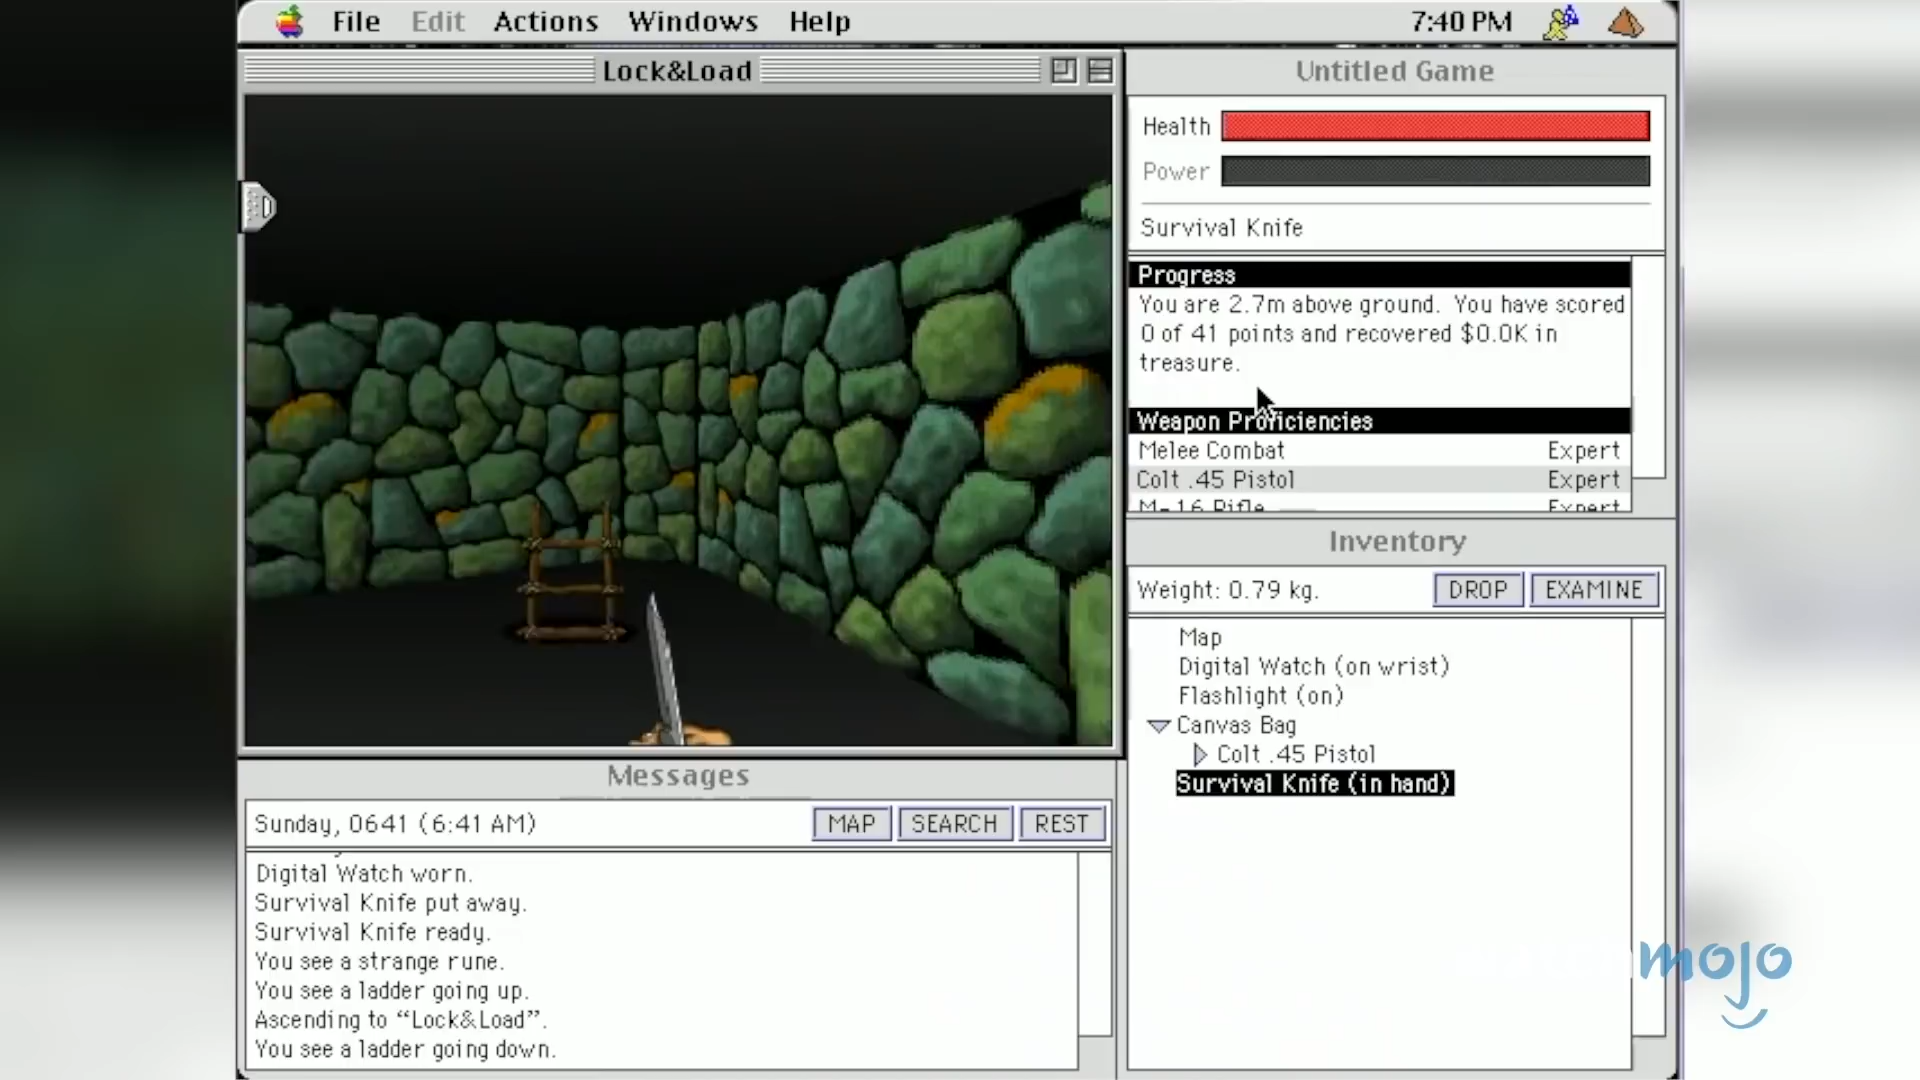 File Edit Actions Windows Help 7:40 PM
Lock&Load
Untitled Game
Health
Power
Survival Knife
Progress
You are 2.7m above ground. You have scored
0 of 41 points and recovered $0.0K in
treasure.
Weapon Proficiencies
Melee Combat Expert
Colt .45 Pistol Expert
M-16 Rifle Expert
Inventory
Weight: 0.79 kg. DROP EXAMINE
Map
Digital Watch (on wrist)
Flashlight (on)
Canvas Bag
Colt .45 Pistol
Survival Knife (in hand)
Messages
Sunday, 0641 (6:41 AM) MAP SEARCH REST
Digital Watch worn.
Survival Knife put away.
Survival Knife ready.
You see a strange rune.
You see a ladder going up.
Ascending to “Lock&Load”.
You see a ladder going down.
mojo